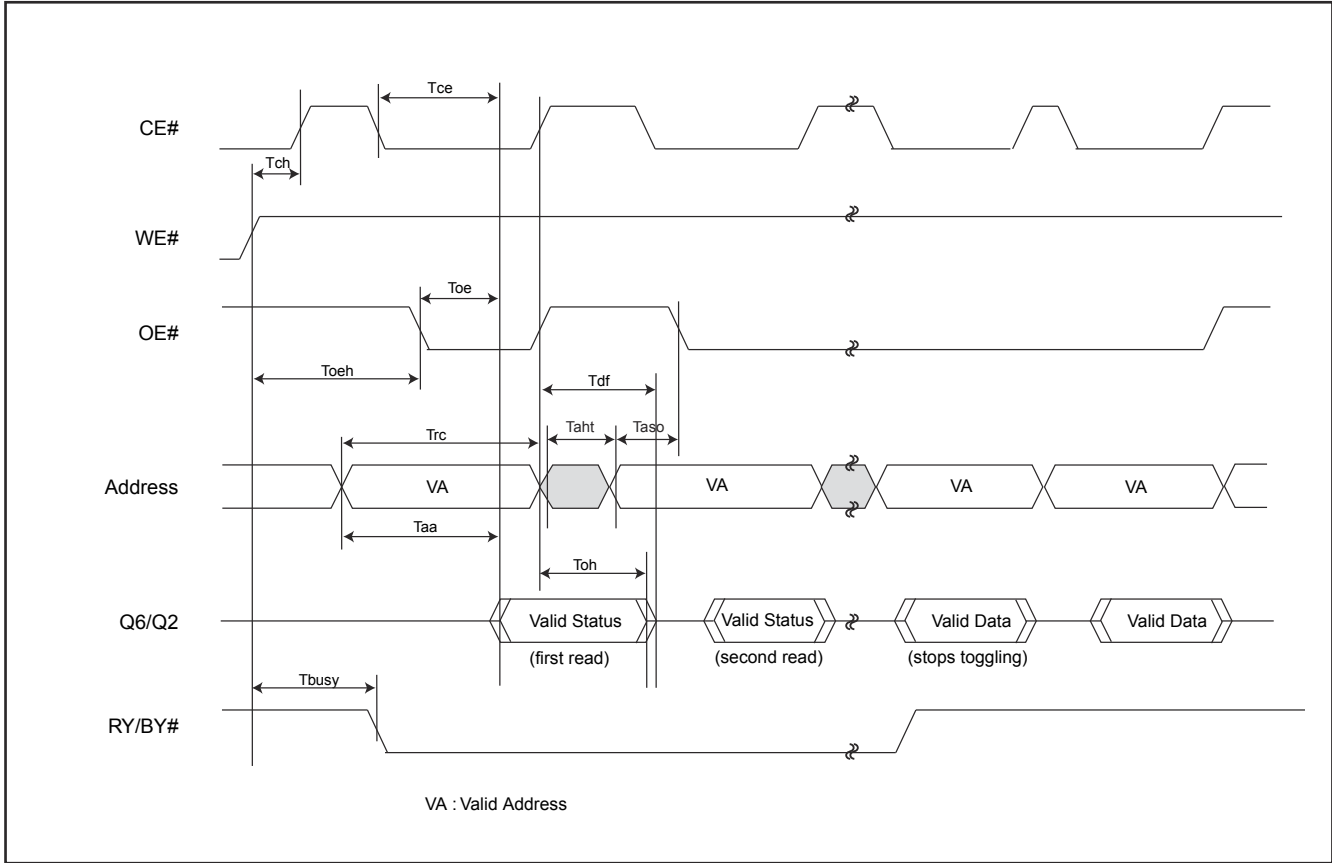 Tce
CE#
Tch
WE#
Toe
OE#
Toeh
Tdf
Taht
Taso
Trc
Address
VA
VA
VA
VA
Taa
Toh
Q6/Q2
Valid Status
Valid Status
Valid Data
Valid Data
(first read)
(second read)
(stops toggling)
Tbusy
RY/BY#
VA : Valid Address